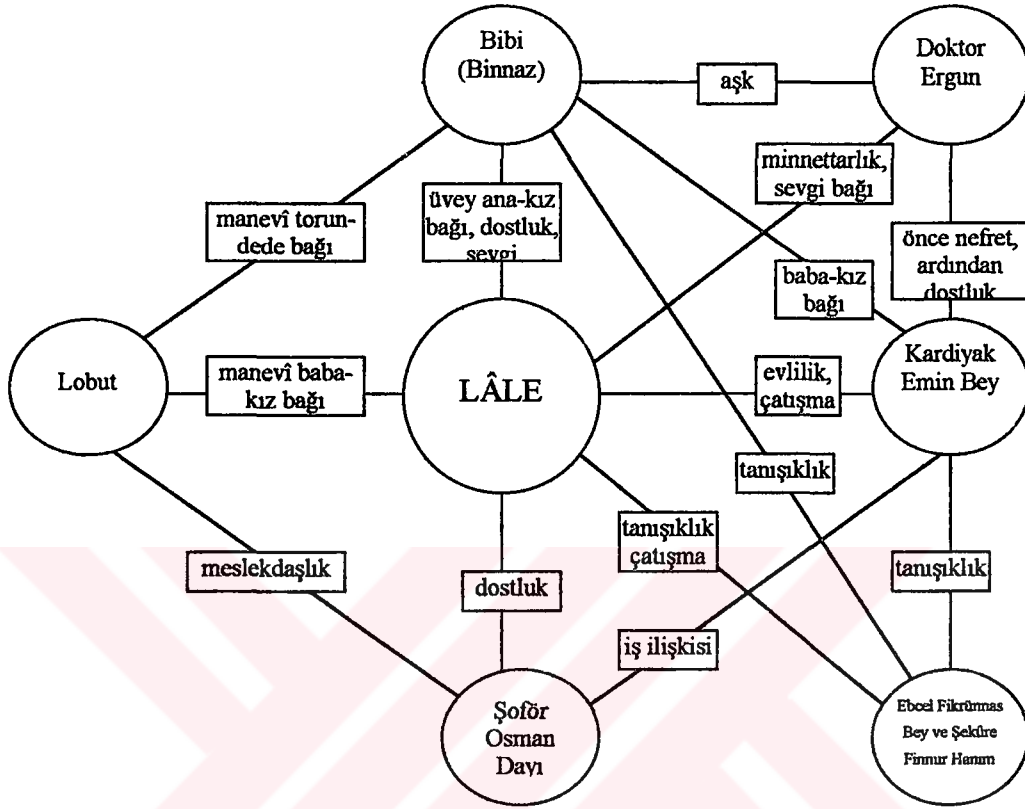 Bibi
(Binnaz)
Doktor
Ergun
aşk
minnettarlık,
sevgi bağı
üvey ana-kız
bağı, dostluk,
sevgi
manevî torun-
dede bağı
önce nefret,
ardından
dostluk
baba-kız
bağı
Lobut
manevî baba-
kız bağı
LÂLE
evlilik,
çatışma
Kardiyak
Emin Bey
tanışıklık
tanışıklık
çatışma
meslekdaşlık
dostluk
tanışıklık
iş ilişkisi
Şoför
Osman
Dayı
Ebcel Fikrünnas
Bey ve Şekûre
Finnur Hanım